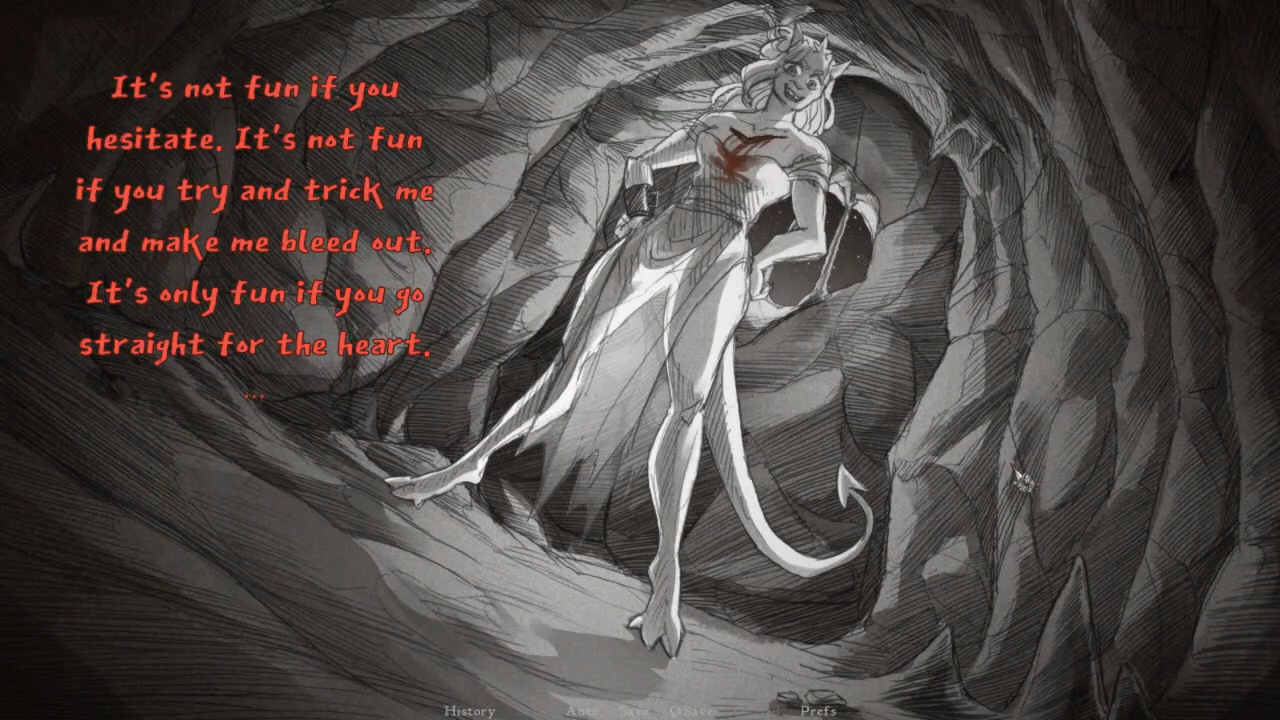 It's not fun if you
hesitate. It's not fun
if you try and trick me
and make me bleed out.
It's only fun if you go
straight for the heart.
...
History Auto Save Q.Save Prefs